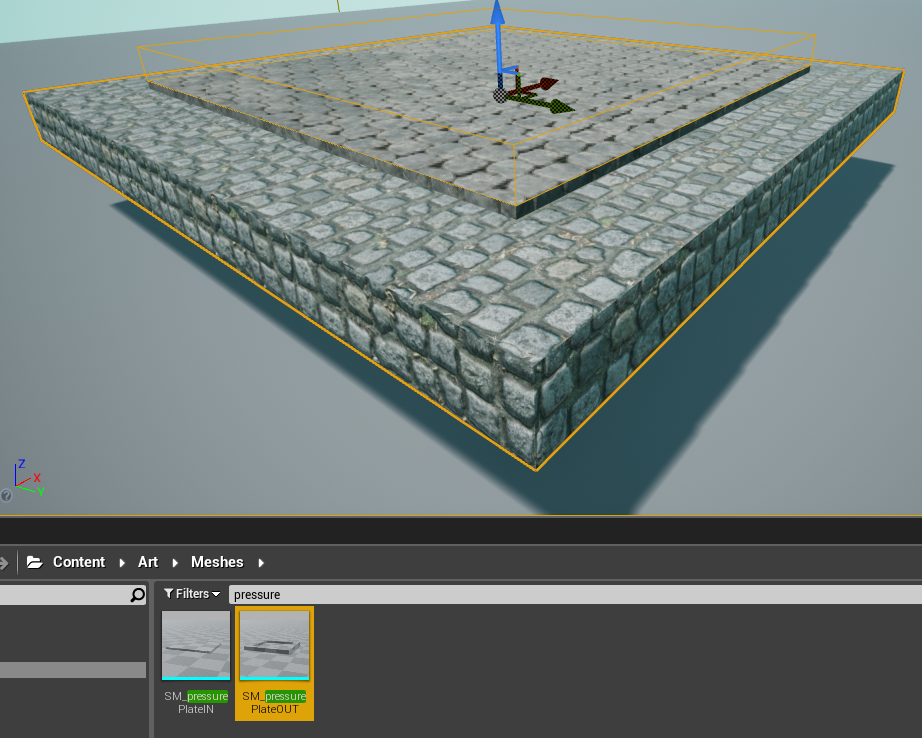 Z
X
Y
?
Content Art Meshes
Filters pressure
SM_pressure
PlateIN
SM_pressure
PlateOUT